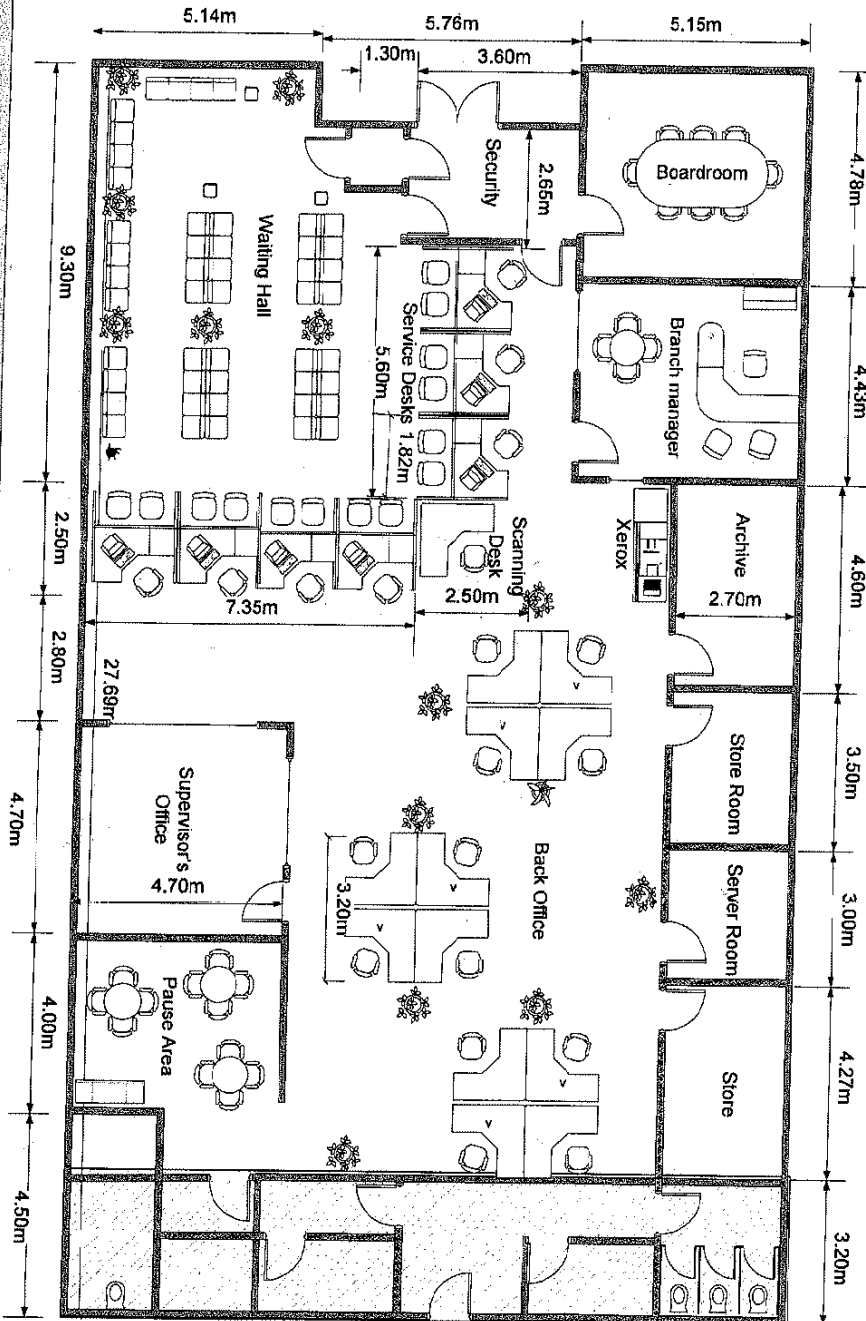 5.14m
5.76m
5.15m
1.30m
3.60m
4.78m
Security
2.65m
Boardroom
9.30m
Waiting Hall
Service Desks
5.60m
1.82m
Branch manager
4.43m
2.50m
Scanning
Desk
Xerox
Archive
2.70m
4.60m
7.35m
2.50m
2.80m
27.69m
V
V
Store Room
3.50m
4.70m
Supervisor's
Office
4.70m
3.20m
V
V
Back Office
Server Room
3.00m
4.00m
Pause Area
V
V
Store
4.27m
4.50m
3.20m